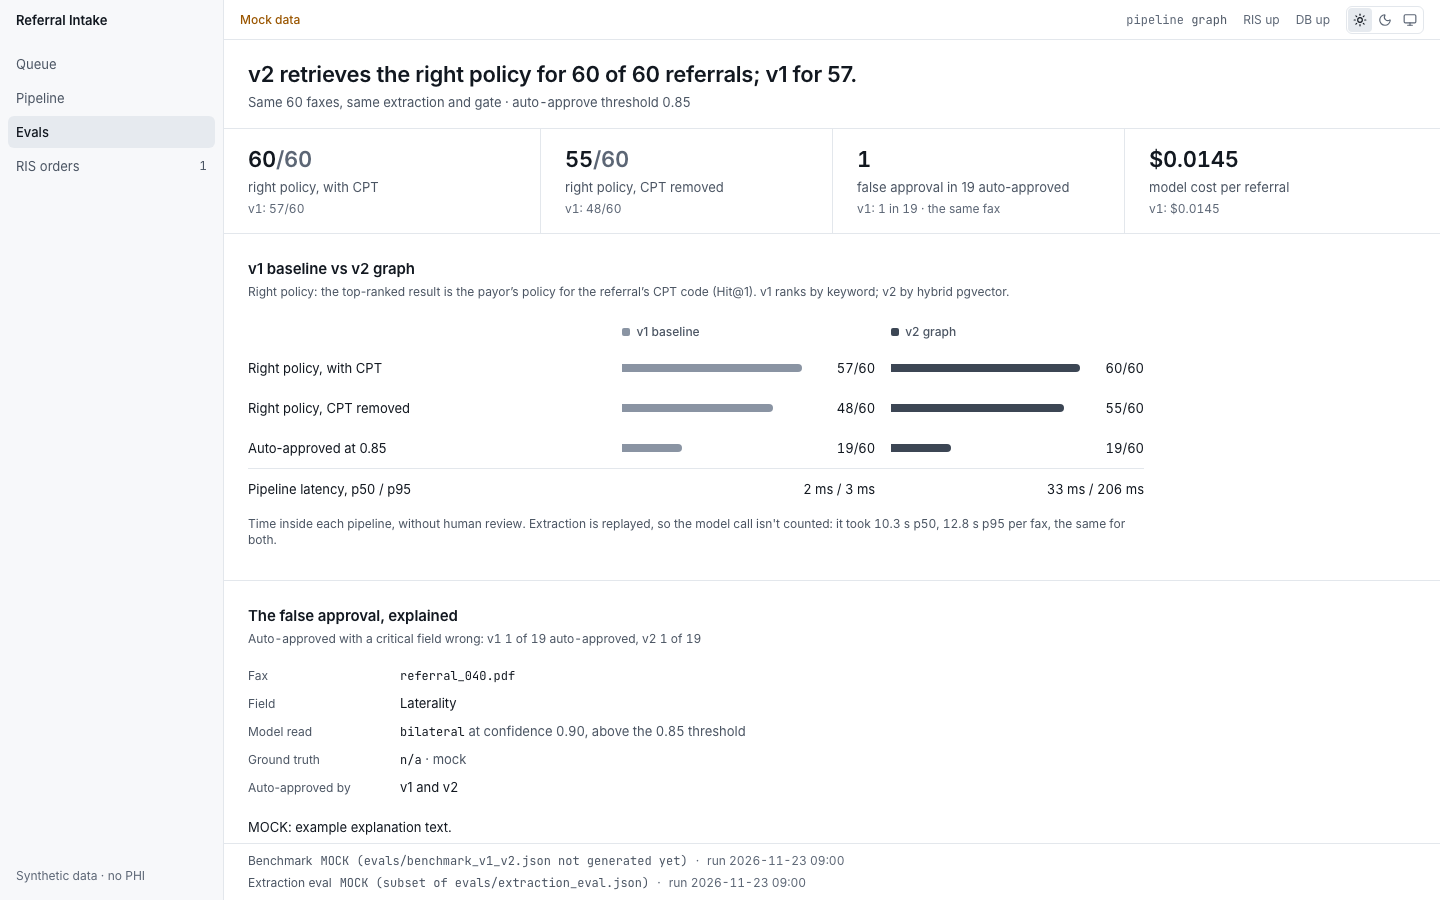 Referral Intake
Queue
Pipeline
Evals
RIS orders 1
Synthetic data · no PHI
Mock data
pipeline graph RIS up DB up
v2 retrieves the right policy for 60 of 60 referrals; v1 for 57.
Same 60 faxes, same extraction and gate · auto-approve threshold 0.85
60/60
right policy, with CPT
v1: 57/60
55/60
right policy, CPT removed
v1: 48/60
1
false approval in 19 auto-approved
v1: 1 in 19 · the same fax
$0.0145
model cost per referral
v1: $0.0145
v1 baseline vs v2 graph
Right policy: the top-ranked result is the payor’s policy for the referral’s CPT code (Hit@1). v1 ranks by keyword; v2 by hybrid pgvector.
v1 baseline v2 graph
Right policy, with CPT 57/60 60/60
Right policy, CPT removed 48/60 55/60
Auto-approved at 0.85 19/60 19/60
Pipeline latency, p50 / p95 2 ms / 3 ms 33 ms / 206 ms
Time inside each pipeline, without human review. Extraction is replayed, so the model call isn't counted: it took 10.3 s p50, 12.8 s p95 per fax, the same for
both.
The false approval, explained
Auto-approved with a critical field wrong: v1 1 of 19 auto-approved, v2 1 of 19
Fax referral_040.pdf
Field Laterality
Model read bilateral at confidence 0.90, above the 0.85 threshold
Ground truth n/a · mock
Auto-approved by v1 and v2
MOCK: example explanation text.
Benchmark MOCK (evals/benchmark_v1_v2.json not generated yet) · run 2026-11-23 09:00
Extraction eval MOCK (subset of evals/extraction_eval.json) · run 2026-11-23 09:00